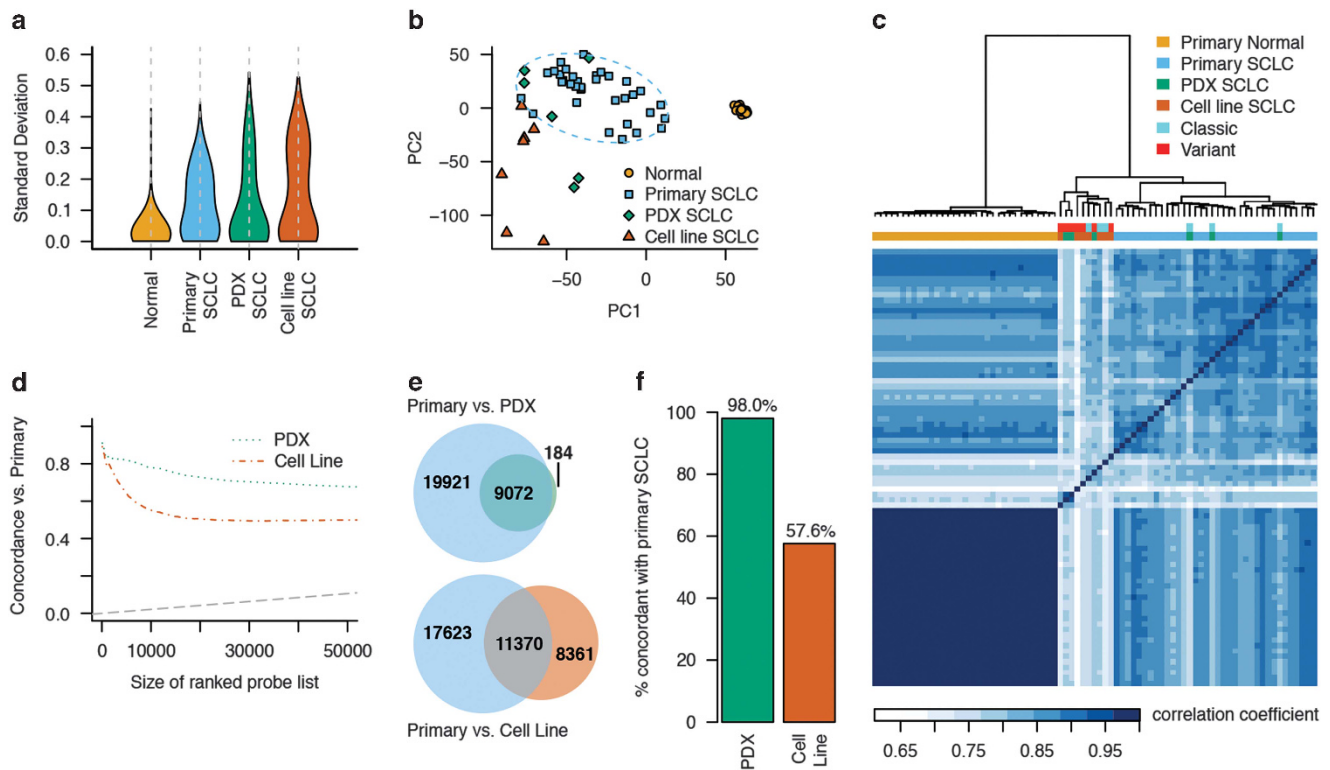 a
0.6
0.5
0.4
0.3
0.2
0.1
0.0
Standard Deviation
Normal
Primary
SCLC
PDX
SCLC
Cell line
SCLC
b
50
0
−50
−100
PC2
−50
0
50
PC1
Normal
Primary SCLC
PDX SCLC
Cell line SCLC
c
Primary Normal
Primary SCLC
PDX SCLC
Cell line SCLC
Classic
Variant
correlation coefficient
0.65
0.75
0.85
0.95
d
Concordance vs. Primary
0.8
0.4
0.0
PDX
Cell Line
0
10000
30000
50000
Size of ranked probe list
e
Primary vs. PDX
19921
9072
184
17623
11370
8361
Primary vs. Cell Line
f
% concordant with primary SCLC
100
80
60
40
20
0
98.0%
57.6%
PDX
Cell
Line